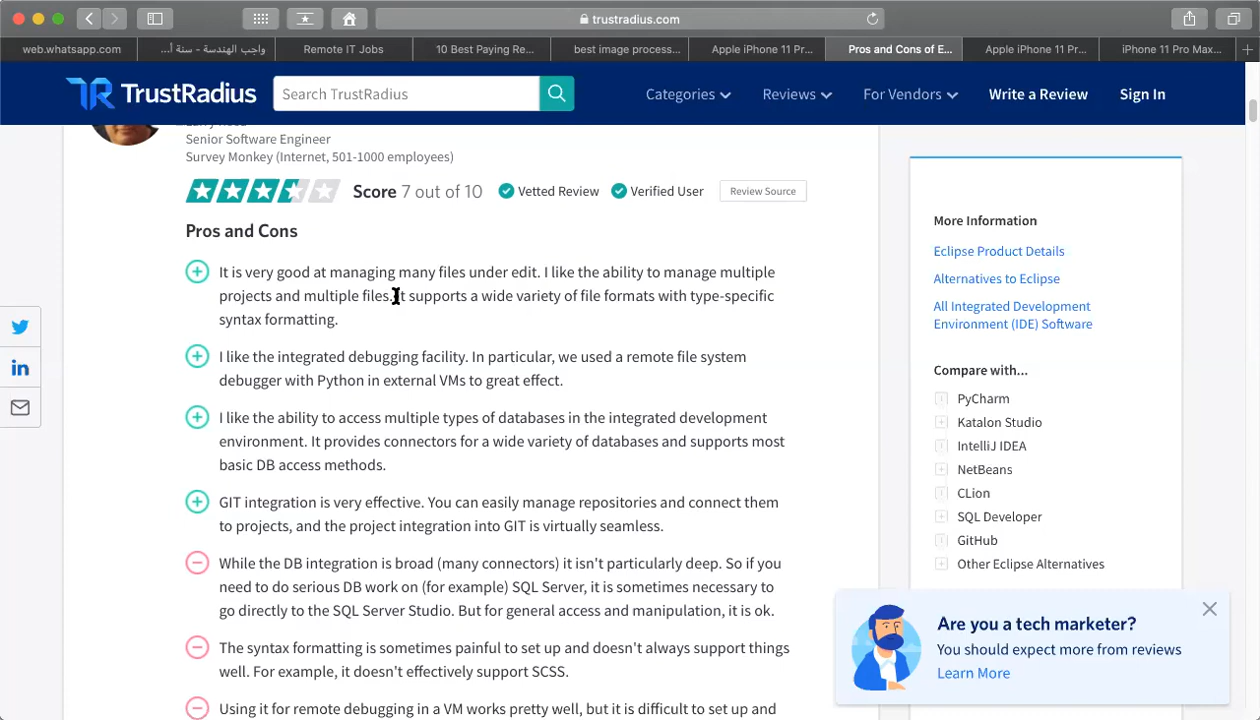 trustradius.com
web.whatsapp.com
واجب الهندسة - سنة أ...
Remote IT Jobs
10 Best Paying Re...
best image process...
Apple iPhone 11 Pr...
Pros and Cons of E...
Apple iPhone 11 Pr...
iPhone 11 Pro Max...
TrustRadius
Search TrustRadius
Categories
Reviews
For Vendors
Write a Review
Sign In
Senior Software Engineer
Survey Monkey (Internet, 501-1000 employees)
Score 7 out of 10
Vetted Review
Verified User
Review Source
Pros and Cons
It is very good at managing many files under edit. I like the ability to manage multiple
projects and multiple files. It supports a wide variety of file formats with type-specific
syntax formatting.
I like the integrated debugging facility. In particular, we used a remote file system
debugger with Python in external VMs to great effect.
I like the ability to access multiple types of databases in the integrated development
environment. It provides connectors for a wide variety of databases and supports most
basic DB access methods.
GIT integration is very effective. You can easily manage repositories and connect them
to projects, and the project integration into GIT is virtually seamless.
While the DB integration is broad (many connectors) it isn't particularly deep. So if you
need to do serious DB work on (for example) SQL Server, it is sometimes necessary to
go directly to the SQL Server Studio. But for general access and manipulation, it is ok.
The syntax formatting is sometimes painful to set up and doesn't always support things
well. For example, it doesn't effectively support SCSS.
Using it for remote debugging in a VM works pretty well, but it is difficult to set up and
More Information
Eclipse Product Details
Alternatives to Eclipse
All Integrated Development
Environment (IDE) Software
Compare with...
PyCharm
Katalon Studio
IntelliJ IDEA
NetBeans
CLion
SQL Developer
GitHub
Other Eclipse Alternatives
Are you a tech marketer?
You should expect more from reviews
Learn More